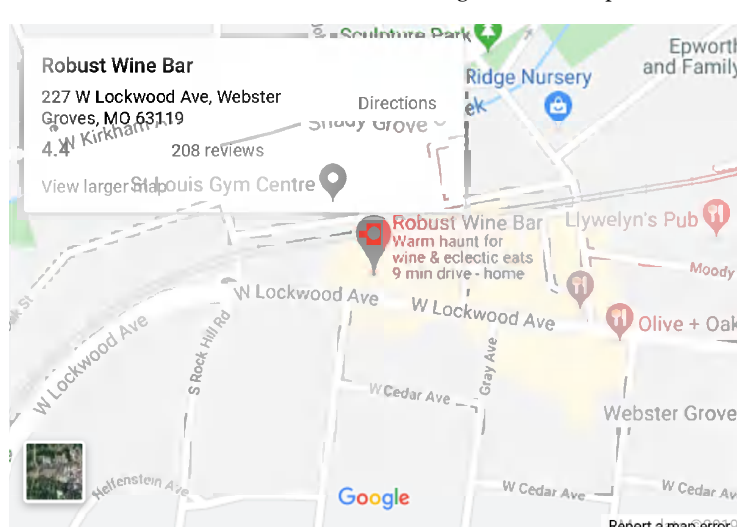 Sculpture Park
Epworth
and Family
Robust Wine Bar
227 W Lockwood Ave, Webster
Groves, MO 63119
Directions
Ridge Nursery
W Kirkham
Shady Grove
4.4
208 reviews
View larger map
St Louis Gym Centre
Robust Wine Bar
Warm haunt for
wine & eclectic eats
9 min drive - home
Llywelyn's Pub
Moody
W Lockwood Ave
W Lockwood Ave
Olive + Oak
W Lockwood Ave
S Rock Hill Rd
Gray Ave
W Cedar Ave
Webster Grove
Helfenstein Ave
Google
W Cedar Ave
W Cedar Av
Report a map error